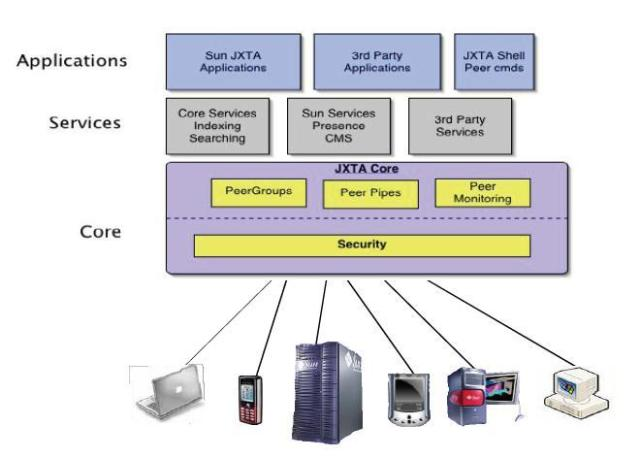 Applications
Sun JXTA
Applications
3rd Party
Applications
JXTA Shell
Peer cmds
Services
Core Services
Indexing
Searching
Sun Services
Presence
CMS
3rd Party
Services
Core
JXTA Core
PeerGroups
Peer Pipes
Peer
Monitoring
Security
Sun